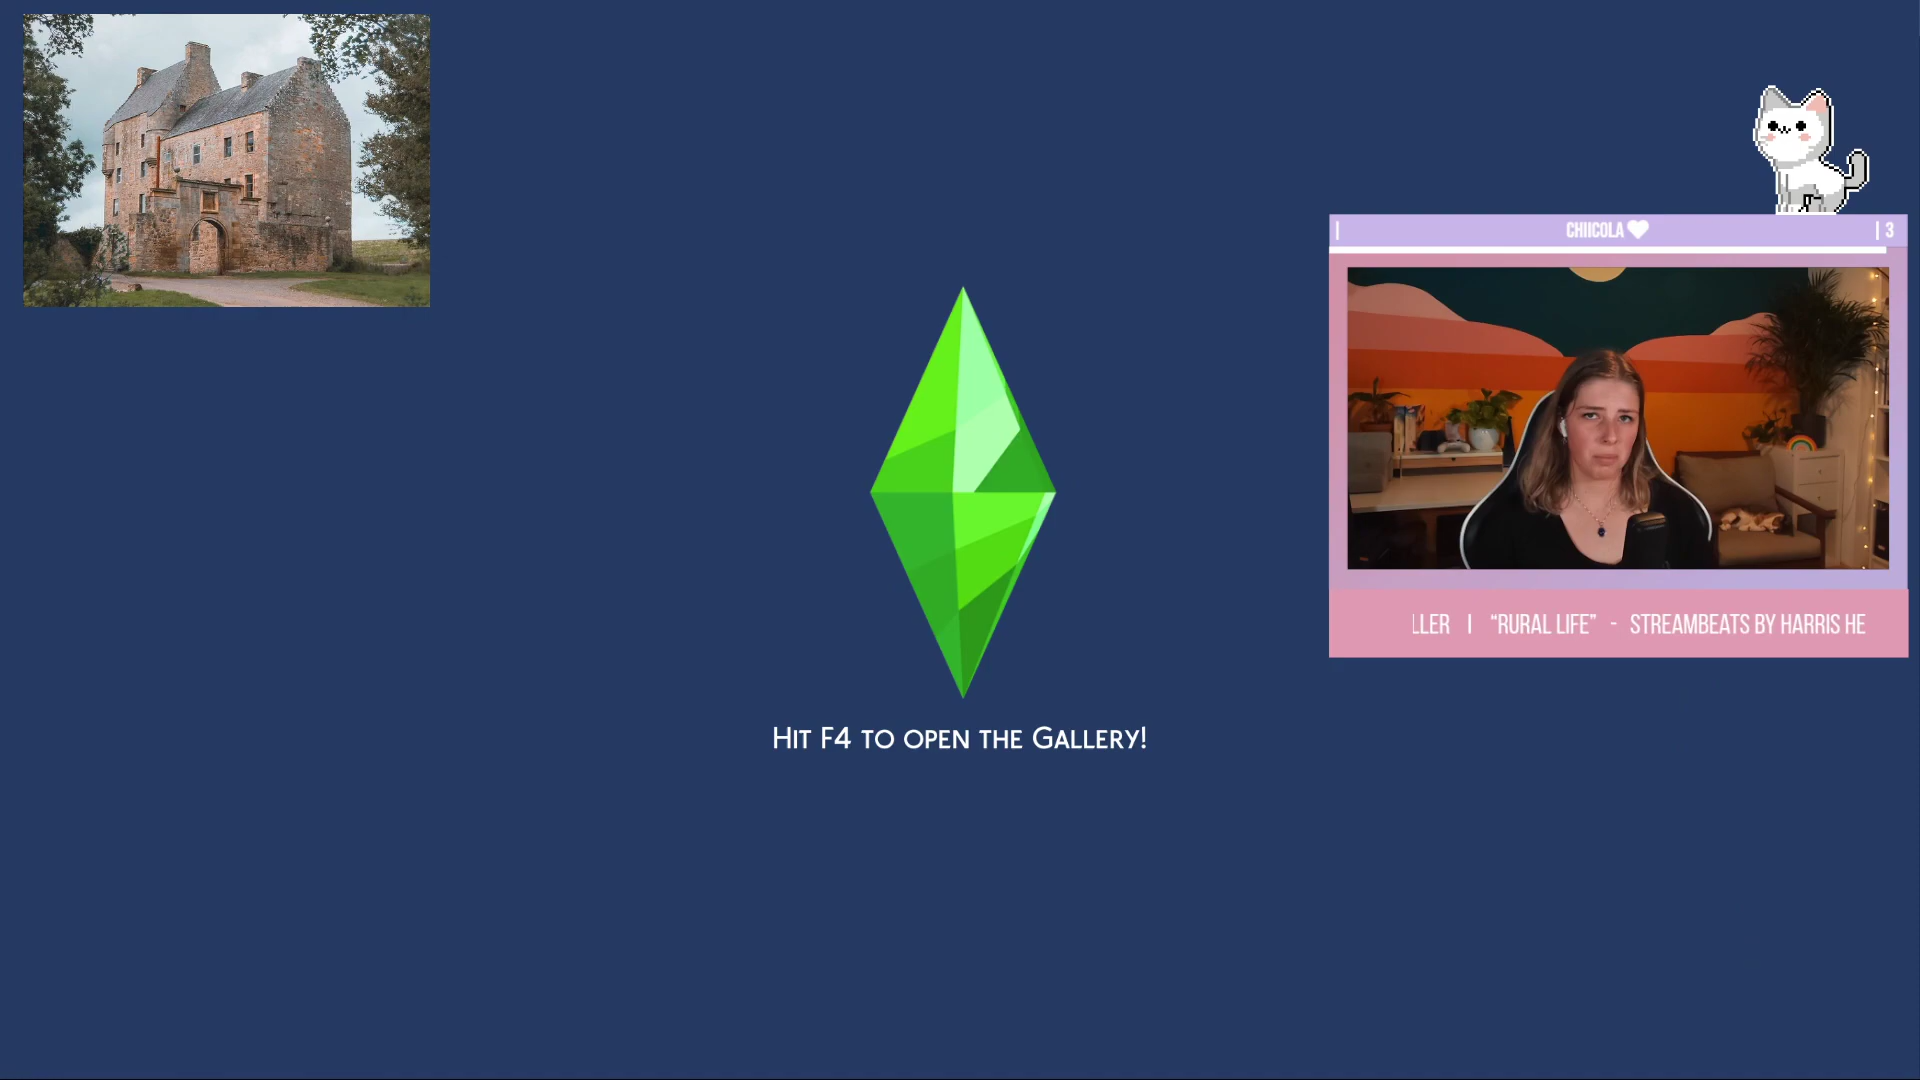 | CHIICOLA | 3
LLER | “RURAL LIFE” - STREAMBEATS BY HARRIS HE
HIT F4 TO OPEN THE GALLERY!